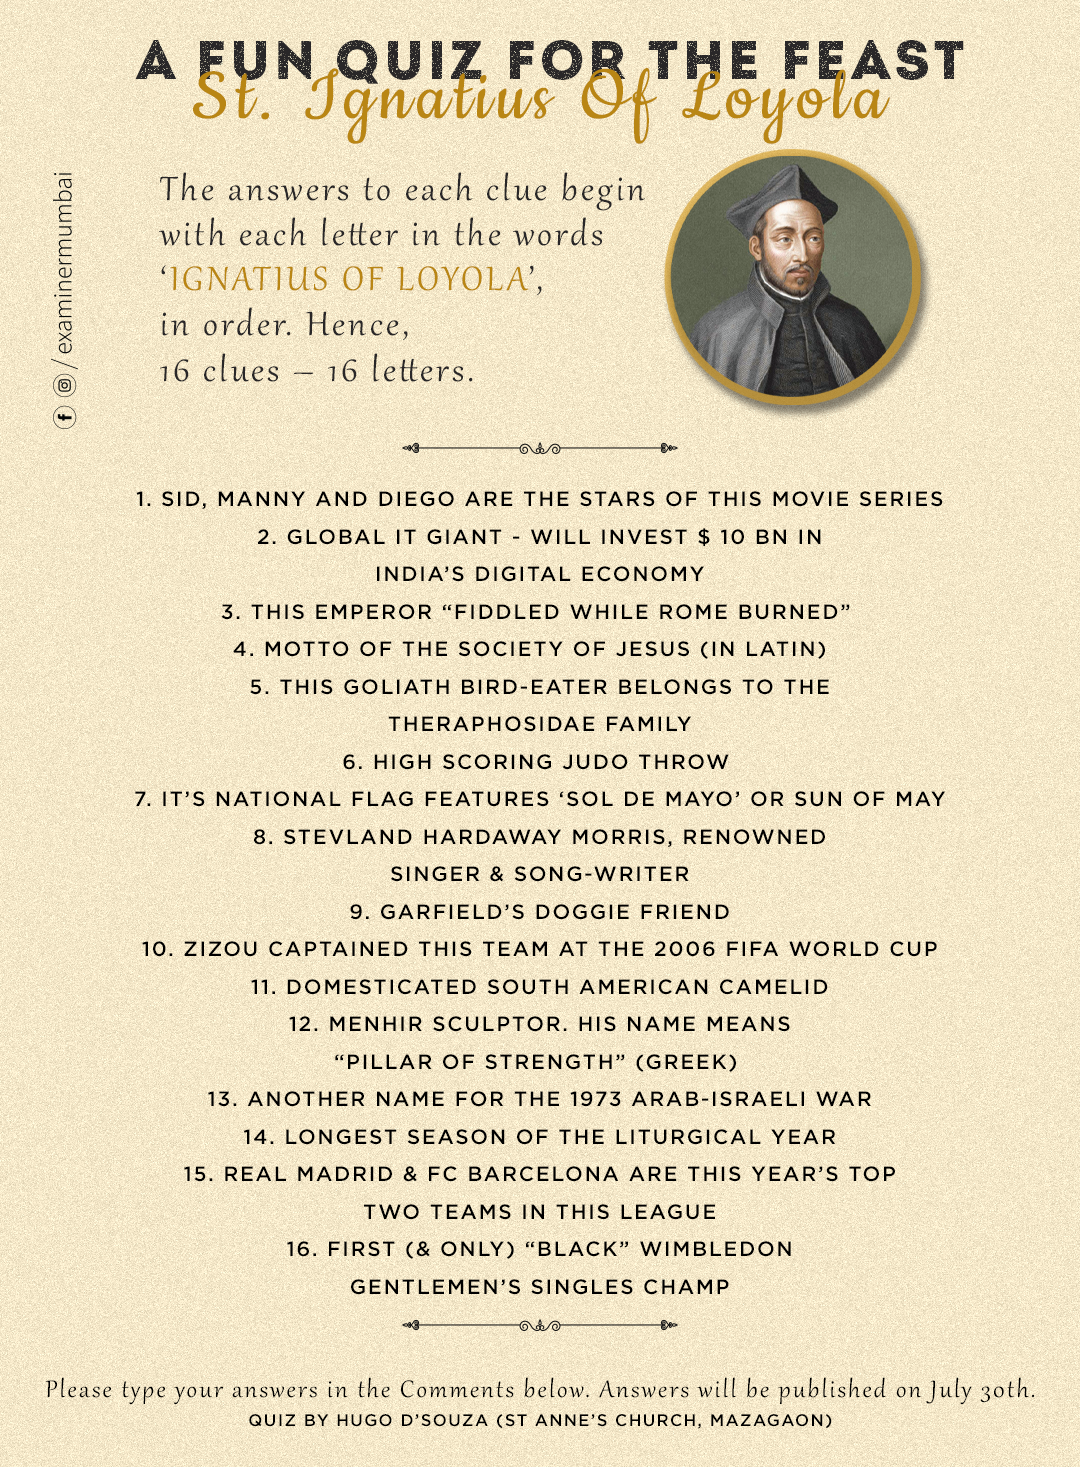 A FUN QUIZ FOR THE FEAST
St. Ignatius Of Loyola
/examinermumbai
The answers to each clue begin
with each letter in the words
‘IGNATIUS OF LOYOLA’,
in order. Hence,
16 clues – 16 letters.
1. SID, MANNY AND DIEGO ARE THE STARS OF THIS MOVIE SERIES
2. GLOBAL IT GIANT - WILL INVEST $ 10 BN IN
INDIA’S DIGITAL ECONOMY
3. THIS EMPEROR “FIDDLED WHILE ROME BURNED”
4. MOTTO OF THE SOCIETY OF JESUS (IN LATIN)
5. THIS GOLIATH BIRD-EATER BELONGS TO THE
THERAPHOSIDAE FAMILY
6. HIGH SCORING JUDO THROW
7. IT’S NATIONAL FLAG FEATURES ‘SOL DE MAYO’ OR SUN OF MAY
8. STEVLAND HARDAWAY MORRIS, RENOWNED
SINGER & SONG-WRITER
9. GARFIELD’S DOGGIE FRIEND
10. ZIZOU CAPTAINED THIS TEAM AT THE 2006 FIFA WORLD CUP
11. DOMESTICATED SOUTH AMERICAN CAMELID
12. MENHIR SCULPTOR. HIS NAME MEANS
“PILLAR OF STRENGTH” (GREEK)
13. ANOTHER NAME FOR THE 1973 ARAB-ISRAELI WAR
14. LONGEST SEASON OF THE LITURGICAL YEAR
15. REAL MADRID & FC BARCELONA ARE THIS YEAR’S TOP
TWO TEAMS IN THIS LEAGUE
16. FIRST (& ONLY) “BLACK” WIMBLEDON
GENTLEMEN’S SINGLES CHAMP
Please type your answers in the Comments below. Answers will be published on July 30th.
QUIZ BY HUGO D’SOUZA (ST ANNE’S CHURCH, MAZAGAON)